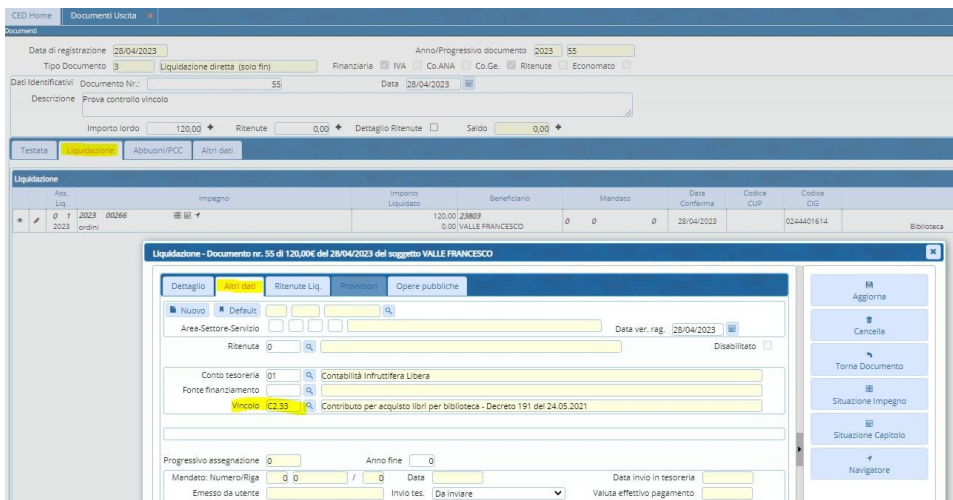 CED Home Documenti Uscita
Documenti
Data di registrazione 28/04/2023 Anno/Progressivo documento 2023 55
Tipo Documento 3 Liquidazione diretta (solo fin) Finanziaria IVA Co.ANA Co.Ge. Ritenute Economato
Dati Identificativi Documento Nr.: 55 Data 28/04/2023
Descrizione Prova controllo vincolo
Importo lordo 120,00 Ritenute 0,00 Dettaglio Ritenute Saldo 0,00
Testata Liquidazione Abbuoni/PCC Altri dati
Liquidazione
Ass. Liq. Impegno Importo Liquidato Beneficiario Mandato Data Conferma Codice CUP Codice CIG
0 1 2023 00266 120,00 23803 0 0 0 28/04/2023 0244401614
2023 ordini 0,00 VALLE FRANCESCO Biblioteca
Liquidazione - Documento nr. 55 di 120,00€ del 28/04/2023 del soggetto VALLE FRANCESCO
Dettaglio Altri dati Ritenute Liq. Provvisori Opere pubbliche
Nuovo Default
Area-Settore-Servizio Data ver. rag. 28/04/2023
Ritenuta 0 Disabilitato
Conto tesoreria 01 Contabilità Infruttifera Libera
Fonte finanziamento
Vincolo C2.33 Contributo per acquisto libri per biblioteca - Decreto 191 del 24.05.2021
Progressivo assegnazione 0 Anno fine 0
Mandato: Numero/Riga 0 0 / 0 Data Data invio in tesoreria
Emesso da utente Invio tes. Da inviare Valuta effettivo pagamento
Aggiorna
Cancella
Torna Documento
Situazione Impegno
Situazione Capitolo
Navigatore